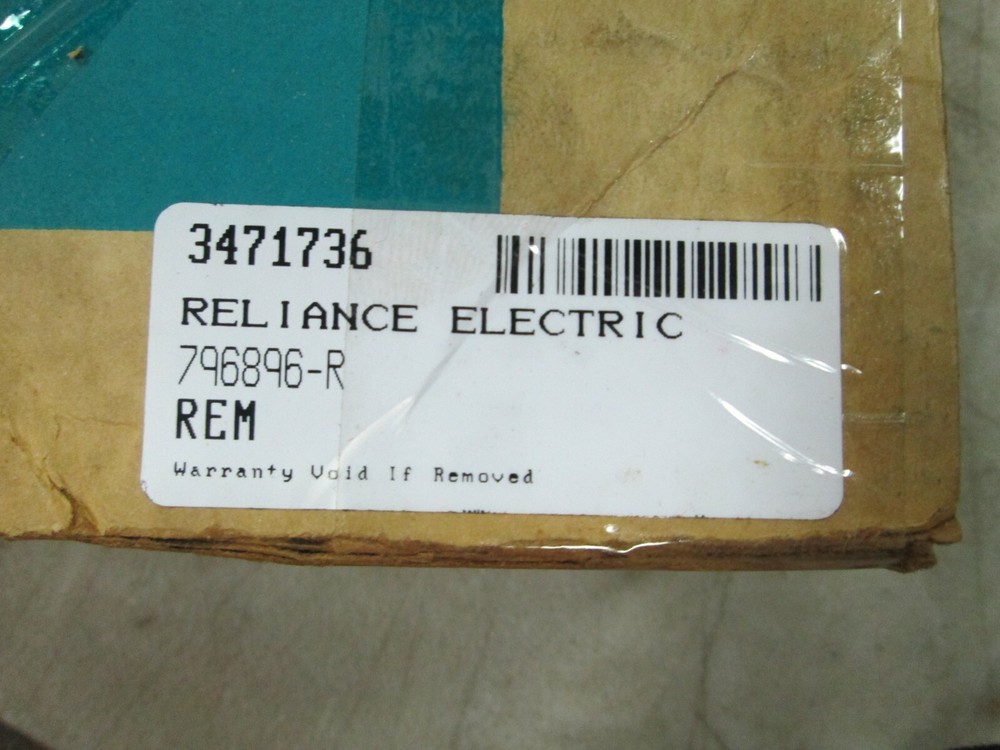 3471736
RELIANCE ELECTRIC
796896-R
REM
Warranty Void If Removed